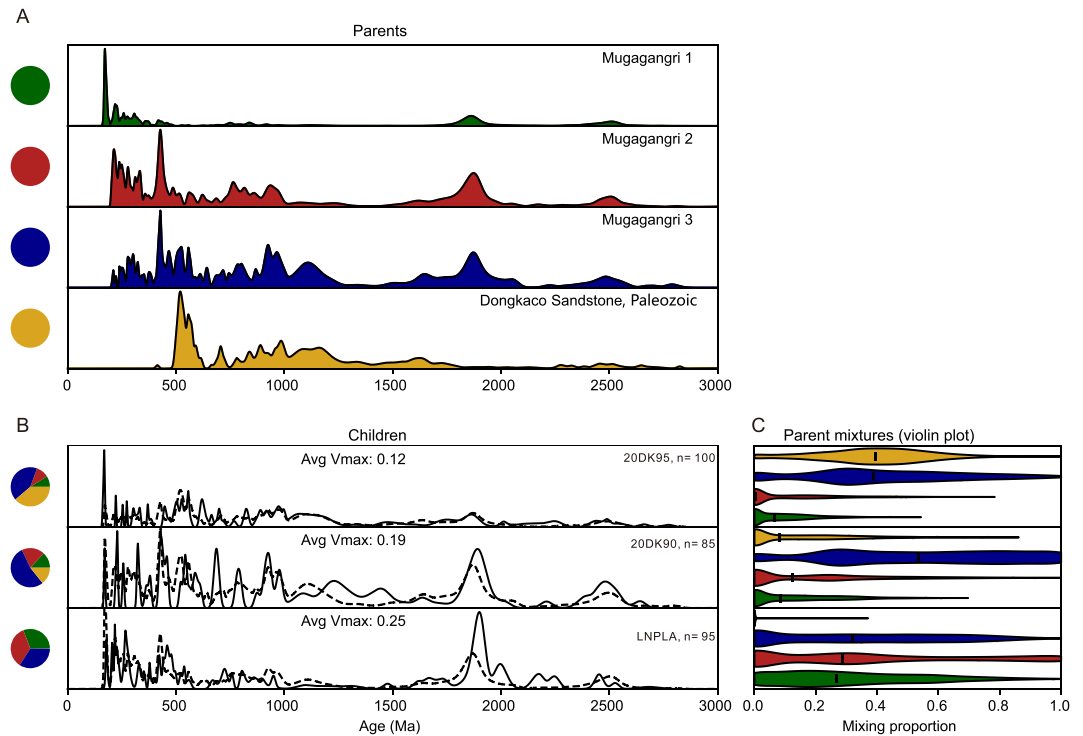 A
Parents
Mugagangri 1
Mugagangri 2
Mugagangri 3
Dongkaco Sandstone, Paleozoic
0 500 1000 1500 2000 2500 3000
B
Children
Avg Vmax: 0.12
20DK95, n= 100
Avg Vmax: 0.19
20DK90, n= 85
Avg Vmax: 0.25
LNPLA, n= 95
0 500 1000 1500 2000 2500 3000
Age (Ma)
C
Parent mixtures (violin plot)
0.0 0.2 0.4 0.6 0.8 1.0
Mixing proportion